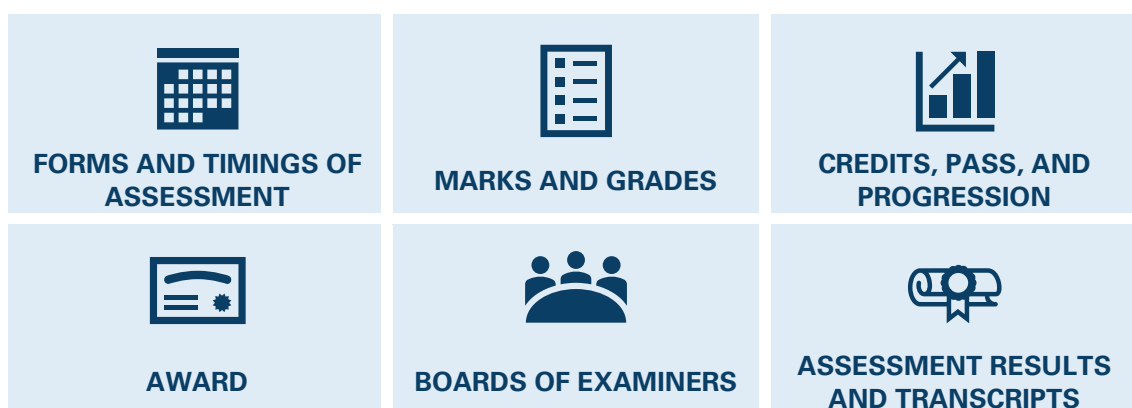 FORMS AND TIMINGS OF
ASSESSMENT
MARKS AND GRADES
CREDITS, PASS, AND
PROGRESSION
AWARD
BOARDS OF EXAMINERS
ASSESSMENT RESULTS
AND TRANSCRIPTS